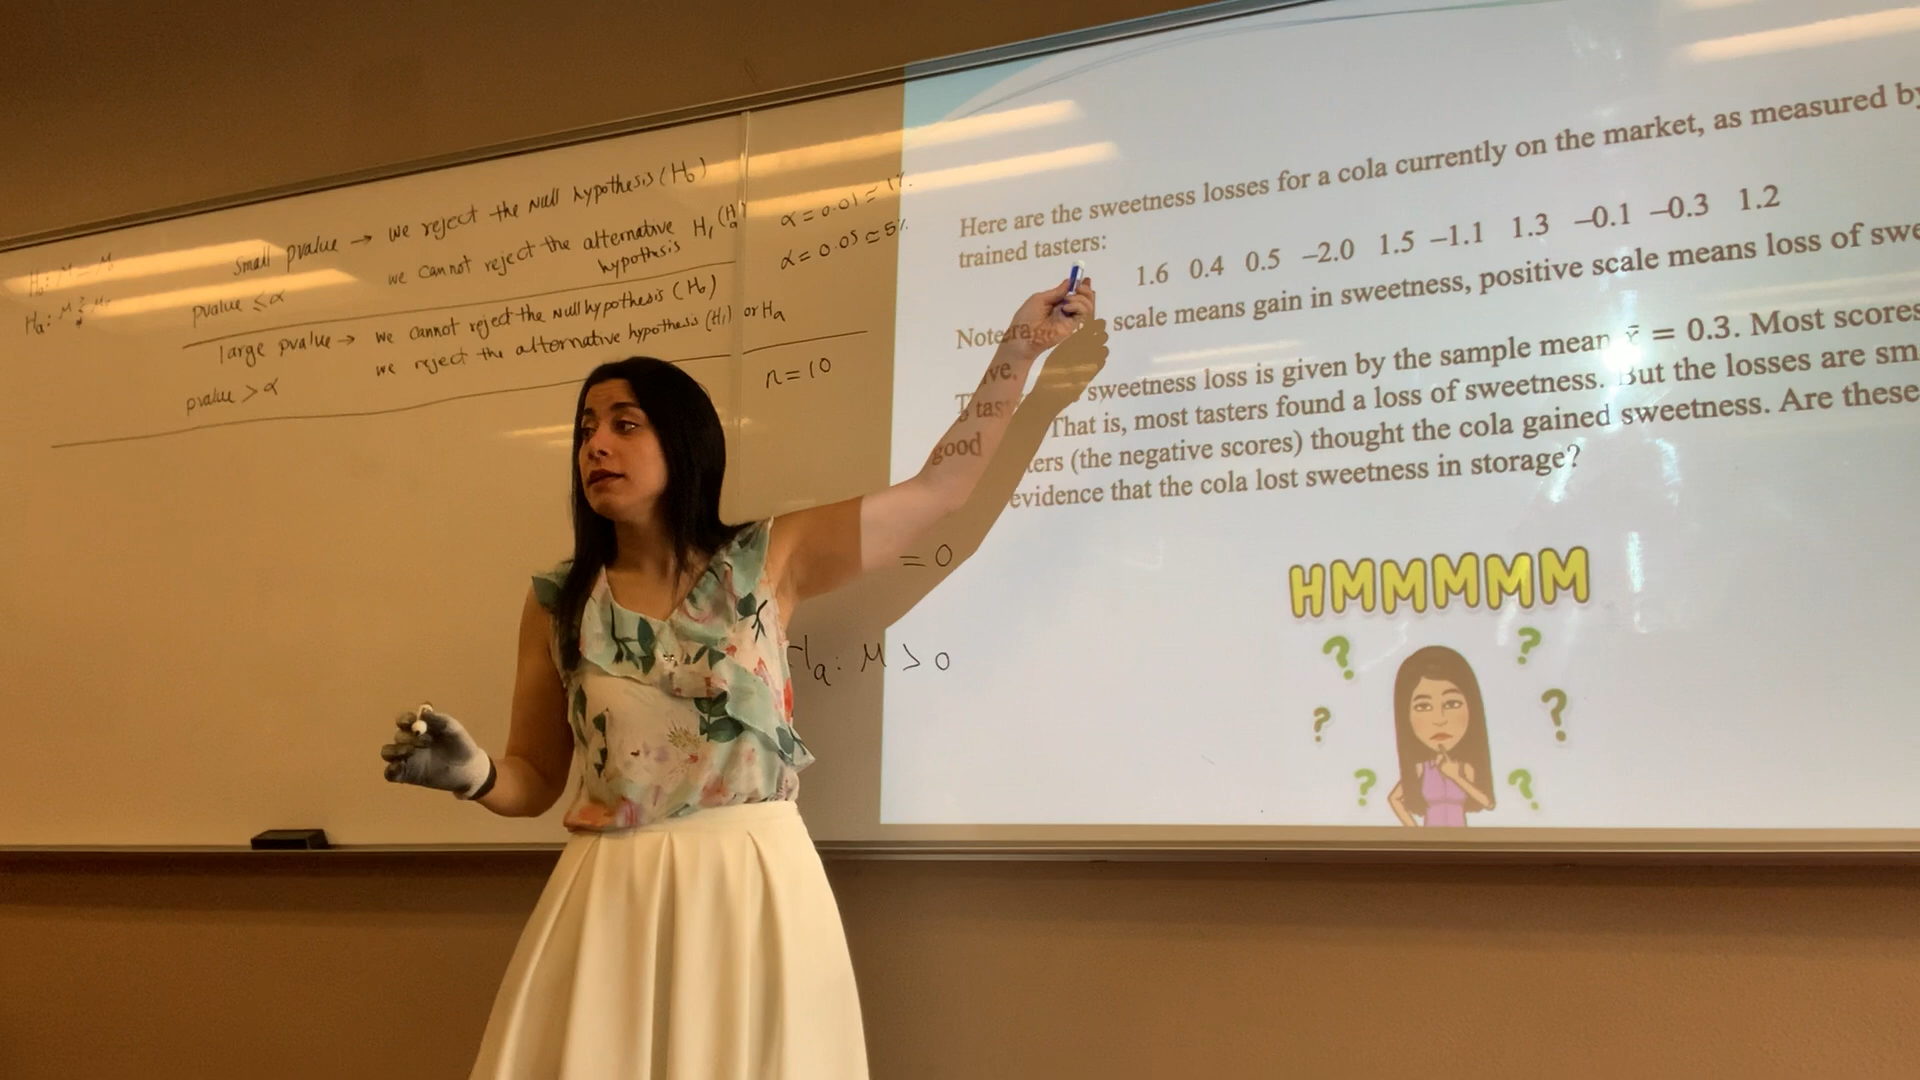 Small pvalue → we reject the null hypothesis (H₀)
pvalue ≤ α
we cannot reject the alternative H₁ (Hₐ)
hypothesis
large pvalue → we cannot reject the null hypothesis (H₀)
pvalue > α
we reject the alternative hypothesis (H₁) or Hₐ
α = 0.01 = 1%
α = 0.05 = 5%
n = 10
Hₐ: μ
= 0
Hₐ: μ > 0
Here are the sweetness losses for a cola currently on the market, as measured by
trained tasters:
1.6 0.4 0.5 –2.0 1.5 –1.1 1.3 –0.1 –0.3 1.2
Note: scale means gain in sweetness, positive scale means loss of
sweetness loss is given by the sample mean x̄ = 0.3. Most scores
That is, most tasters found a loss of sweetness. But the losses are
(the negative scores) thought the cola gained sweetness. Are these
good
evidence that the cola lost sweetness in storage?
HMMMMM
? ? ? ? ? ?